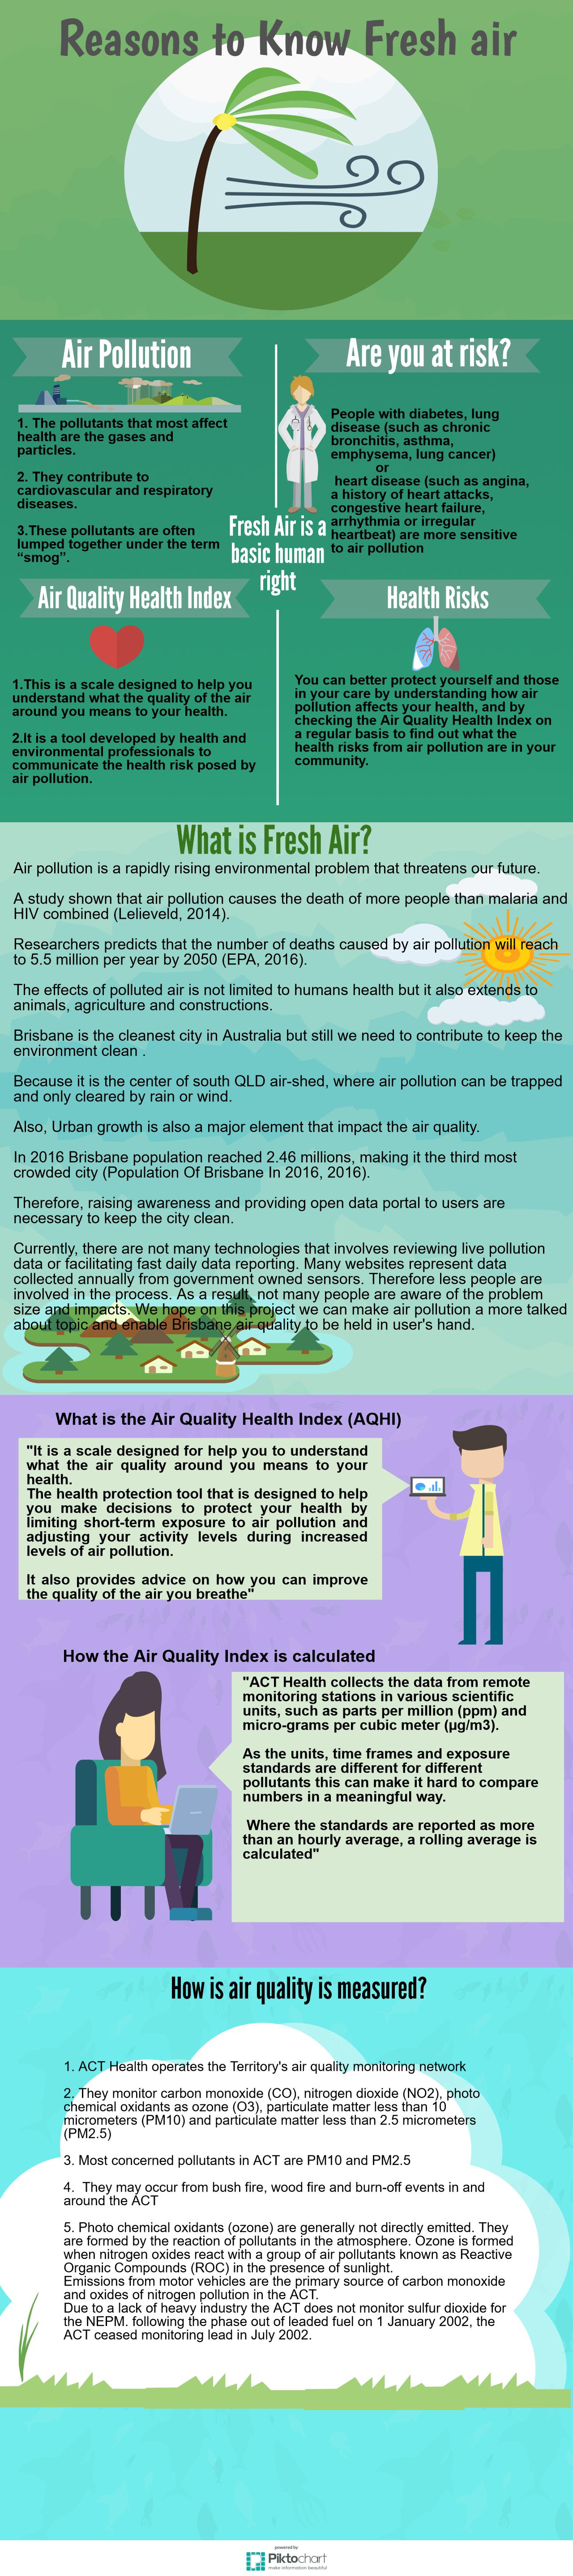 Reasons to Know Fresh air
Air Pollution
1. The pollutants that most affect
health are the gases and
particles.
2. They contribute to
cardiovascular and respiratory
diseases.
3.These pollutants are often
lumped together under the term
“smog”.
Are you at risk?
People with diabetes, lung
disease (such as chronic
bronchitis, asthma,
emphysema, lung cancer)
or
heart disease (such as angina,
a history of heart attacks,
congestive heart failure,
arrhythmia or irregular
heartbeat) are more sensitive
to air pollution
Fresh Air is a
basic human
right
Air Quality Health Index
1.This is a scale designed to help you
understand what the quality of the air
around you means to your health.
2.It is a tool developed by health and
environmental professionals to
communicate the health risk posed by
air pollution.
Health Risks
You can better protect yourself and those
in your care by understanding how air
pollution affects your health, and by
checking the Air Quality Health Index on
a regular basis to find out what the
health risks from air pollution are in your
community.
What is Fresh Air?
Air pollution is a rapidly rising environmental problem that threatens our future.
A study shown that air pollution causes the death of more people than malaria and
HIV combined (Lelieveld, 2014).
Researchers predicts that the number of deaths caused by air pollution will reach
to 5.5 million per year by 2050 (EPA, 2016).
The effects of polluted air is not limited to humans health but it also extends to
animals, agriculture and constructions.
Brisbane is the cleanest city in Australia but still we need to contribute to keep the
environment clean .
Because it is the center of south QLD air-shed, where air pollution can be trapped
and only cleared by rain or wind.
Also, Urban growth is also a major element that impact the air quality.
In 2016 Brisbane population reached 2.46 millions, making it the third most
crowded city (Population Of Brisbane In 2016, 2016).
Therefore, raising awareness and providing open data portal to users are
necessary to keep the city clean.
Currently, there are not many technologies that involves reviewing live pollution
data or facilitating fast daily data reporting. Many websites represent data
collected annually from government owned sensors. Therefore less people are
involved in the process. As a result, not many people are aware of the problem
size and impacts. We hope on this project we can make air pollution a more talked
about topic and enable Brisbane air quality to be held in user's hand.
What is the Air Quality Health Index (AQHI)
"It is a scale designed for help you to understand
what the air quality around you means to your
health.
The health protection tool that is designed to help
you make decisions to protect your health by
limiting short-term exposure to air pollution and
adjusting your activity levels during increased
levels of air pollution.
It also provides advice on how you can improve
the quality of the air you breathe"
How the Air Quality Index is calculated
"ACT Health collects the data from remote
monitoring stations in various scientific
units, such as parts per million (ppm) and
micro-grams per cubic meter (µg/m3).
As the units, time frames and exposure
standards are different for different
pollutants this can make it hard to compare
numbers in a meaningful way.
Where the standards are reported as more
than an hourly average, a rolling average is
calculated"
How is air quality is measured?
1. ACT Health operates the Territory's air quality monitoring network
2. They monitor carbon monoxide (CO), nitrogen dioxide (NO2), photo
chemical oxidants as ozone (O3), particulate matter less than 10
micrometers (PM10) and particulate matter less than 2.5 micrometers
(PM2.5)
3. Most concerned pollutants in ACT are PM10 and PM2.5
4. They may occur from bush fire, wood fire and burn-off events in and
around the ACT
5. Photo chemical oxidants (ozone) are generally not directly emitted. They
are formed by the reaction of pollutants in the atmosphere. Ozone is formed
when nitrogen oxides react with a group of air pollutants known as Reactive
Organic Compounds (ROC) in the presence of sunlight.
Emissions from motor vehicles are the primary source of carbon monoxide
and oxides of nitrogen pollution in the ACT.
Due to a lack of heavy industry the ACT does not monitor sulfur dioxide for
the NEPM. following the phase out of leaded fuel on 1 January 2002, the
ACT ceased monitoring lead in July 2002.
powered by
Piktochart
make information beautiful